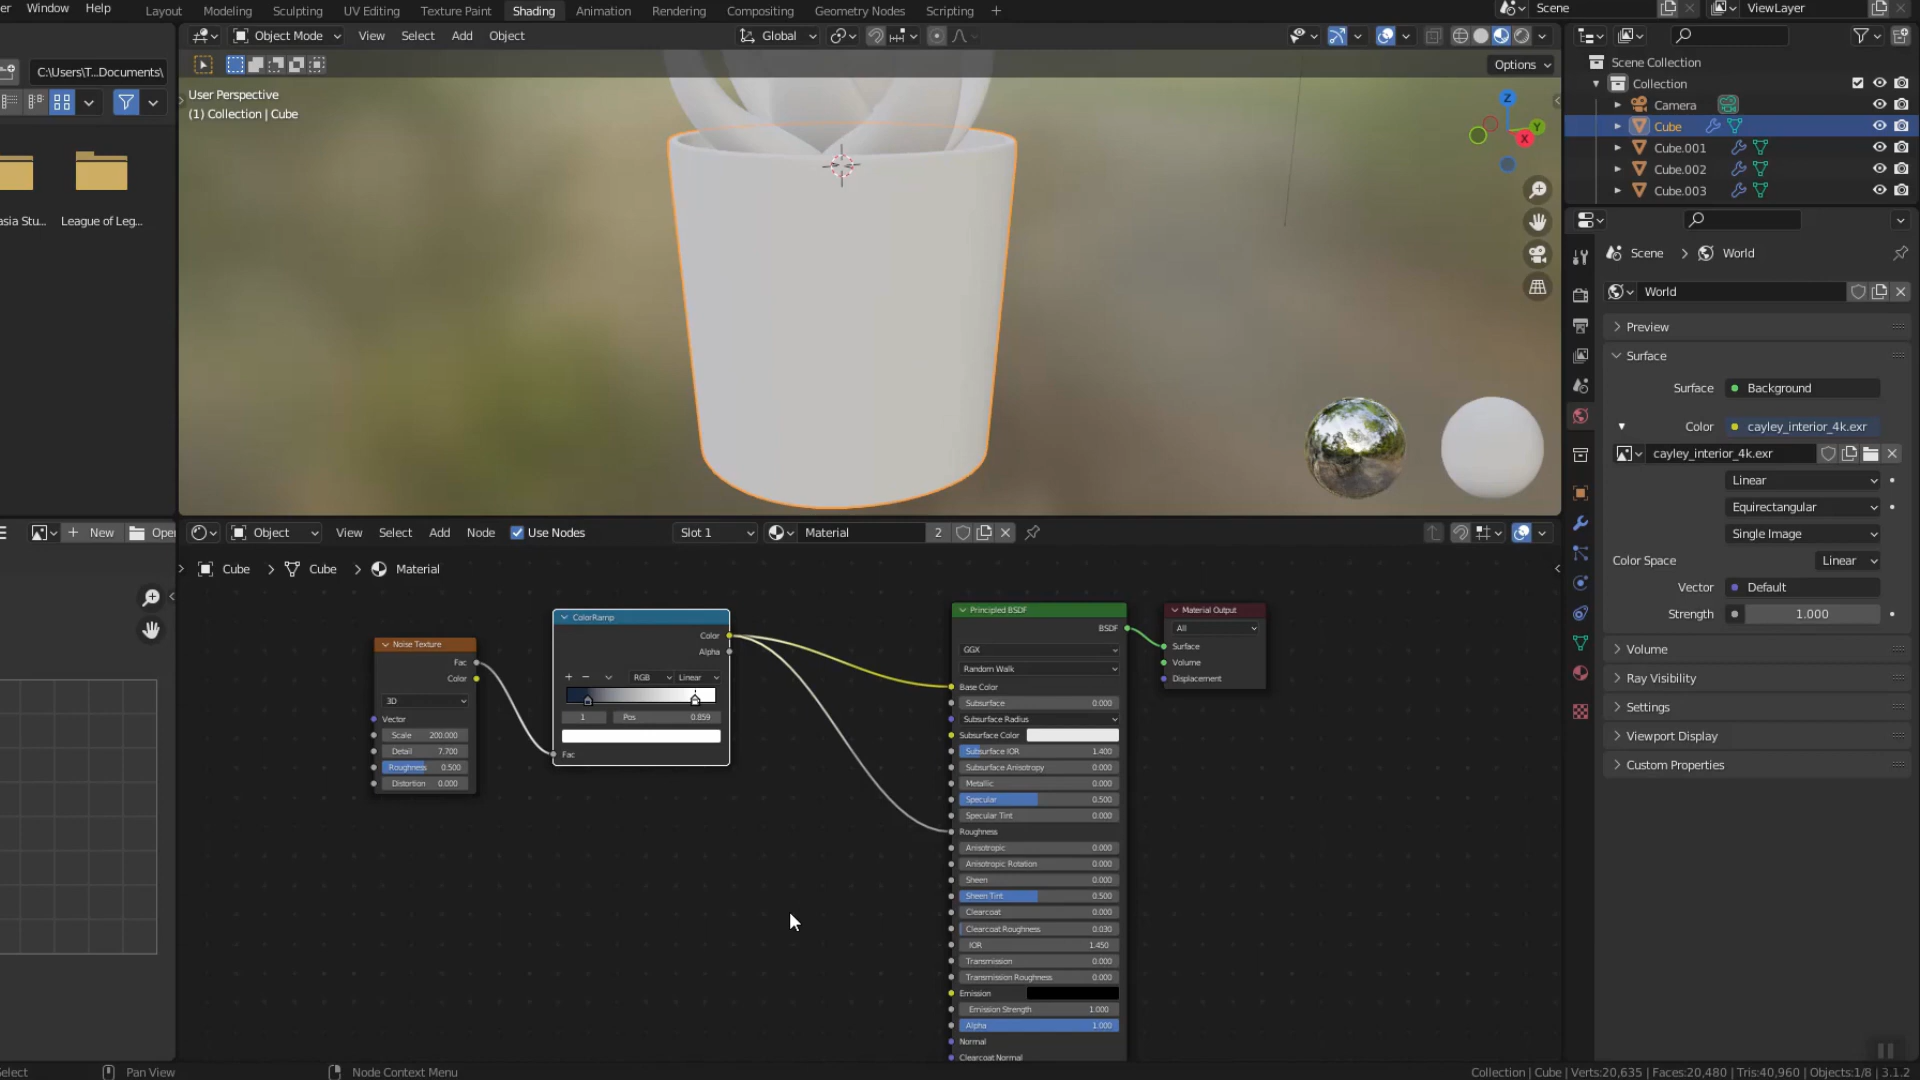 er Window Help Layout Modeling Sculpting UV Editing Texture Paint Shading Animation Rendering Compositing Geometry Nodes Scripting + Scene ViewLayer
Object Mode View Select Add Object Global
C:\Users\T...Documents\
Options
User Perspective
(1) Collection | Cube
asia Stu... League of Leg...
Z
Y
X
Scene Collection
Collection
Camera
Cube
Cube.001
Cube.002
Cube.003
Scene > World
World
Preview
Surface
Surface Background
Color cayley_interior_4k.exr
cayley_interior_4k.exr
Linear
Equirectangular
Single Image
Color Space Linear
Vector Default
Strength 1.000
Volume
Ray Visibility
Settings
Viewport Display
Custom Properties
+ New Open
Object View Select Add Node Use Nodes Slot 1 Material 2
Cube > Cube > Material
Noise Texture
Fac
Color
3D
Vector
Scale 200.000
Detail 7.700
Roughness 0.500
Distortion 0.000
ColorRamp
Color
Alpha
+ − RGB Linear
1 Pos 0.859
Fac
Principled BSDF
BSDF
GGX
Random Walk
Base Color
Subsurface 0.000
Subsurface Radius
Subsurface Color
Subsurface IOR 1.400
Subsurface Anisotropy 0.000
Metallic 0.000
Specular 0.500
Specular Tint 0.000
Roughness
Anisotropic 0.000
Anisotropic Rotation 0.000
Sheen 0.000
Sheen Tint 0.500
Clearcoat 0.000
Clearcoat Roughness 0.030
IOR 1.450
Transmission 0.000
Transmission Roughness 0.000
Emission
Emission Strength 1.000
Alpha 1.000
Normal
Clearcoat Normal
Material Output
All
Surface
Volume
Displacement
Select Pan View Node Context Menu Collection | Cube | Verts:20,635 | Faces:20,480 | Tris:40,960 | Objects:1/8 | 3.1.2